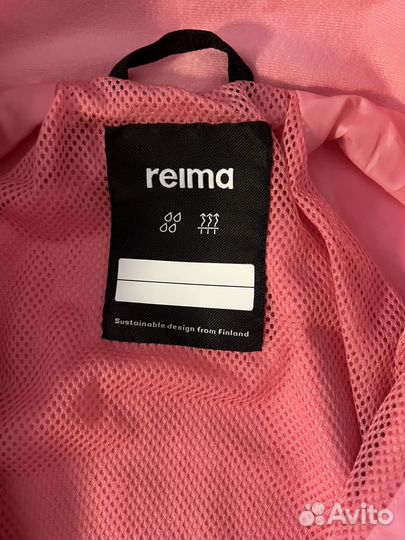 reima
Sustainable design from Finland
Avito